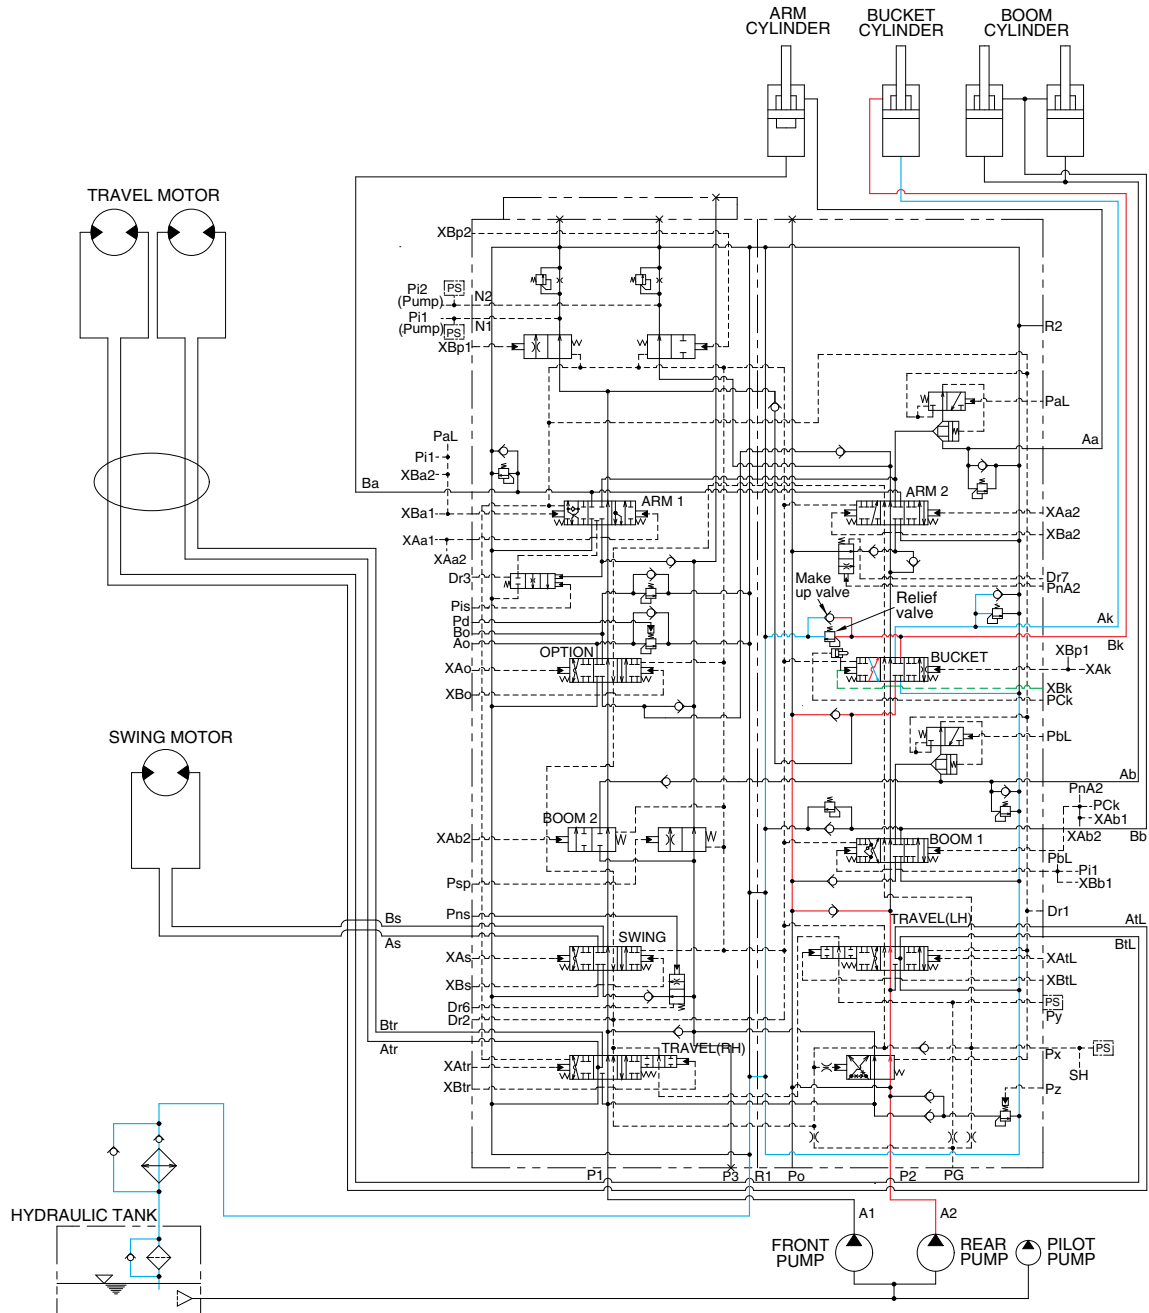 ARM
CYLINDER
BUCKET
CYLINDER
BOOM
CYLINDER
TRAVEL MOTOR
XBp2
Pi2
(Pump)
PS
N2
Pi1
(Pump)
PS
N1
XBp1
R2
PaL
Aa
PaL
Pi1
XBa2
Ba
XBa1
ARM 1
ARM 2
XAa2
XBa2
XAa1
XAa2
Dr3
Dr7
PnA2
Pis
Pd
Bo
Ao
Make
up valve
Relief
valve
Ak
Bk
OPTION
BUCKET
XBp1
XAo
XAk
XBo
XBk
PCk
SWING MOTOR
PbL
Ab
PnA2
PCk
XAb1
XAb2
Bb
BOOM 2
XAb2
BOOM 1
PbL
Pi1
XBb1
Psp
Pns
Dr1
Bs
As
TRAVEL(LH)
AtL
BtL
SWING
XAs
XAtL
XBs
XBtL
Dr6
Dr2
PS
Py
Btr
Atr
TRAVEL(RH)
Px
PS
SH
XAtr
XBtr
Pz
P1
P3
R1
Po
P2
PG
HYDRAULIC TANK
A1
A2
FRONT
PUMP
REAR
PUMP
PILOT
PUMP